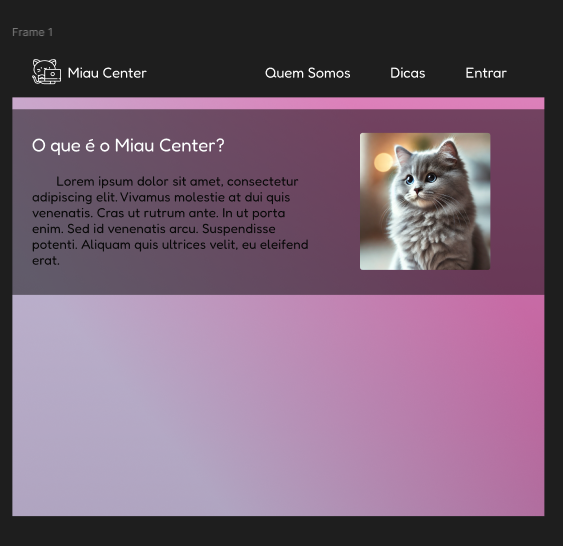 Frame 1
Miau Center
Quem Somos
Dicas
Entrar
O que é o Miau Center?
Lorem ipsum dolor sit amet, consectetur
adipiscing elit. Vivamus molestie at dui quis
venenatis. Cras ut rutrum ante. In ut porta
enim. Sed id venenatis arcu. Suspendisse
potenti. Aliquam quis ultrices velit, eu eleifend
erat.